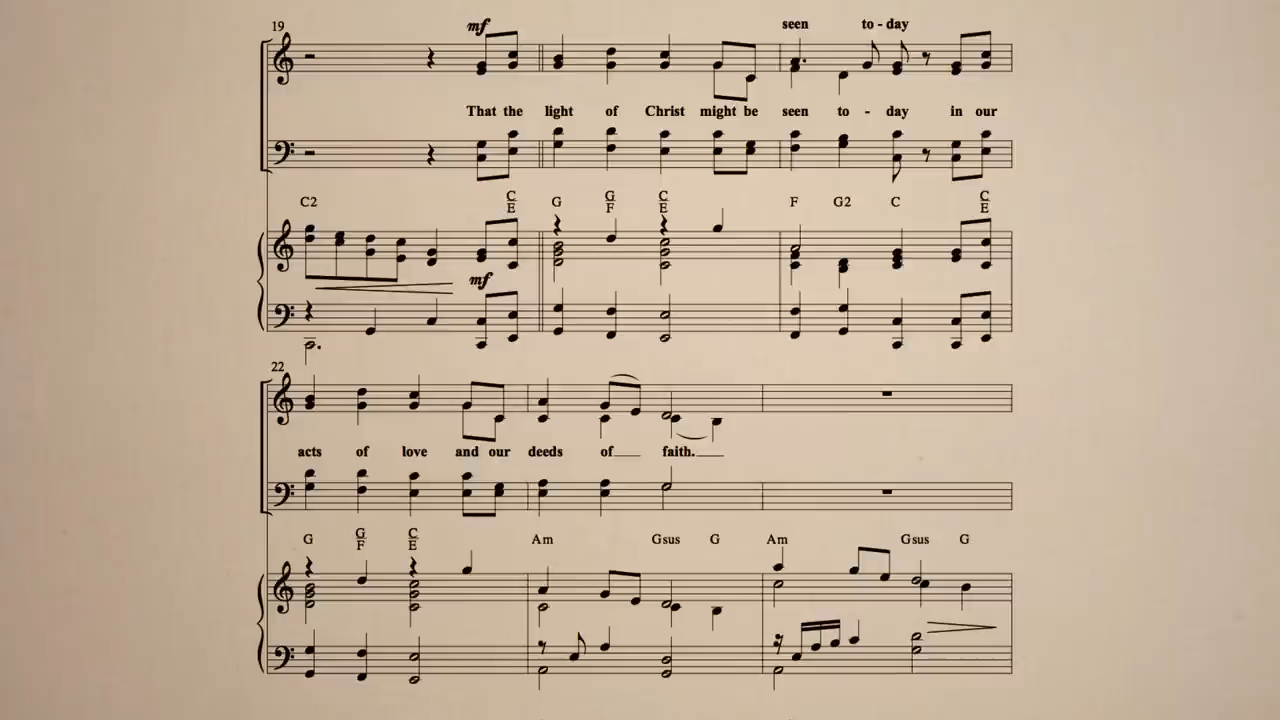 19
mf
seen to - day
That the light of Christ might be seen to - day in our
C2 C/E G G/F C/E F G2 C C/E
mf
22
acts of love and our deeds of faith.
G G/F C/E Am Gsus G Am Gsus G